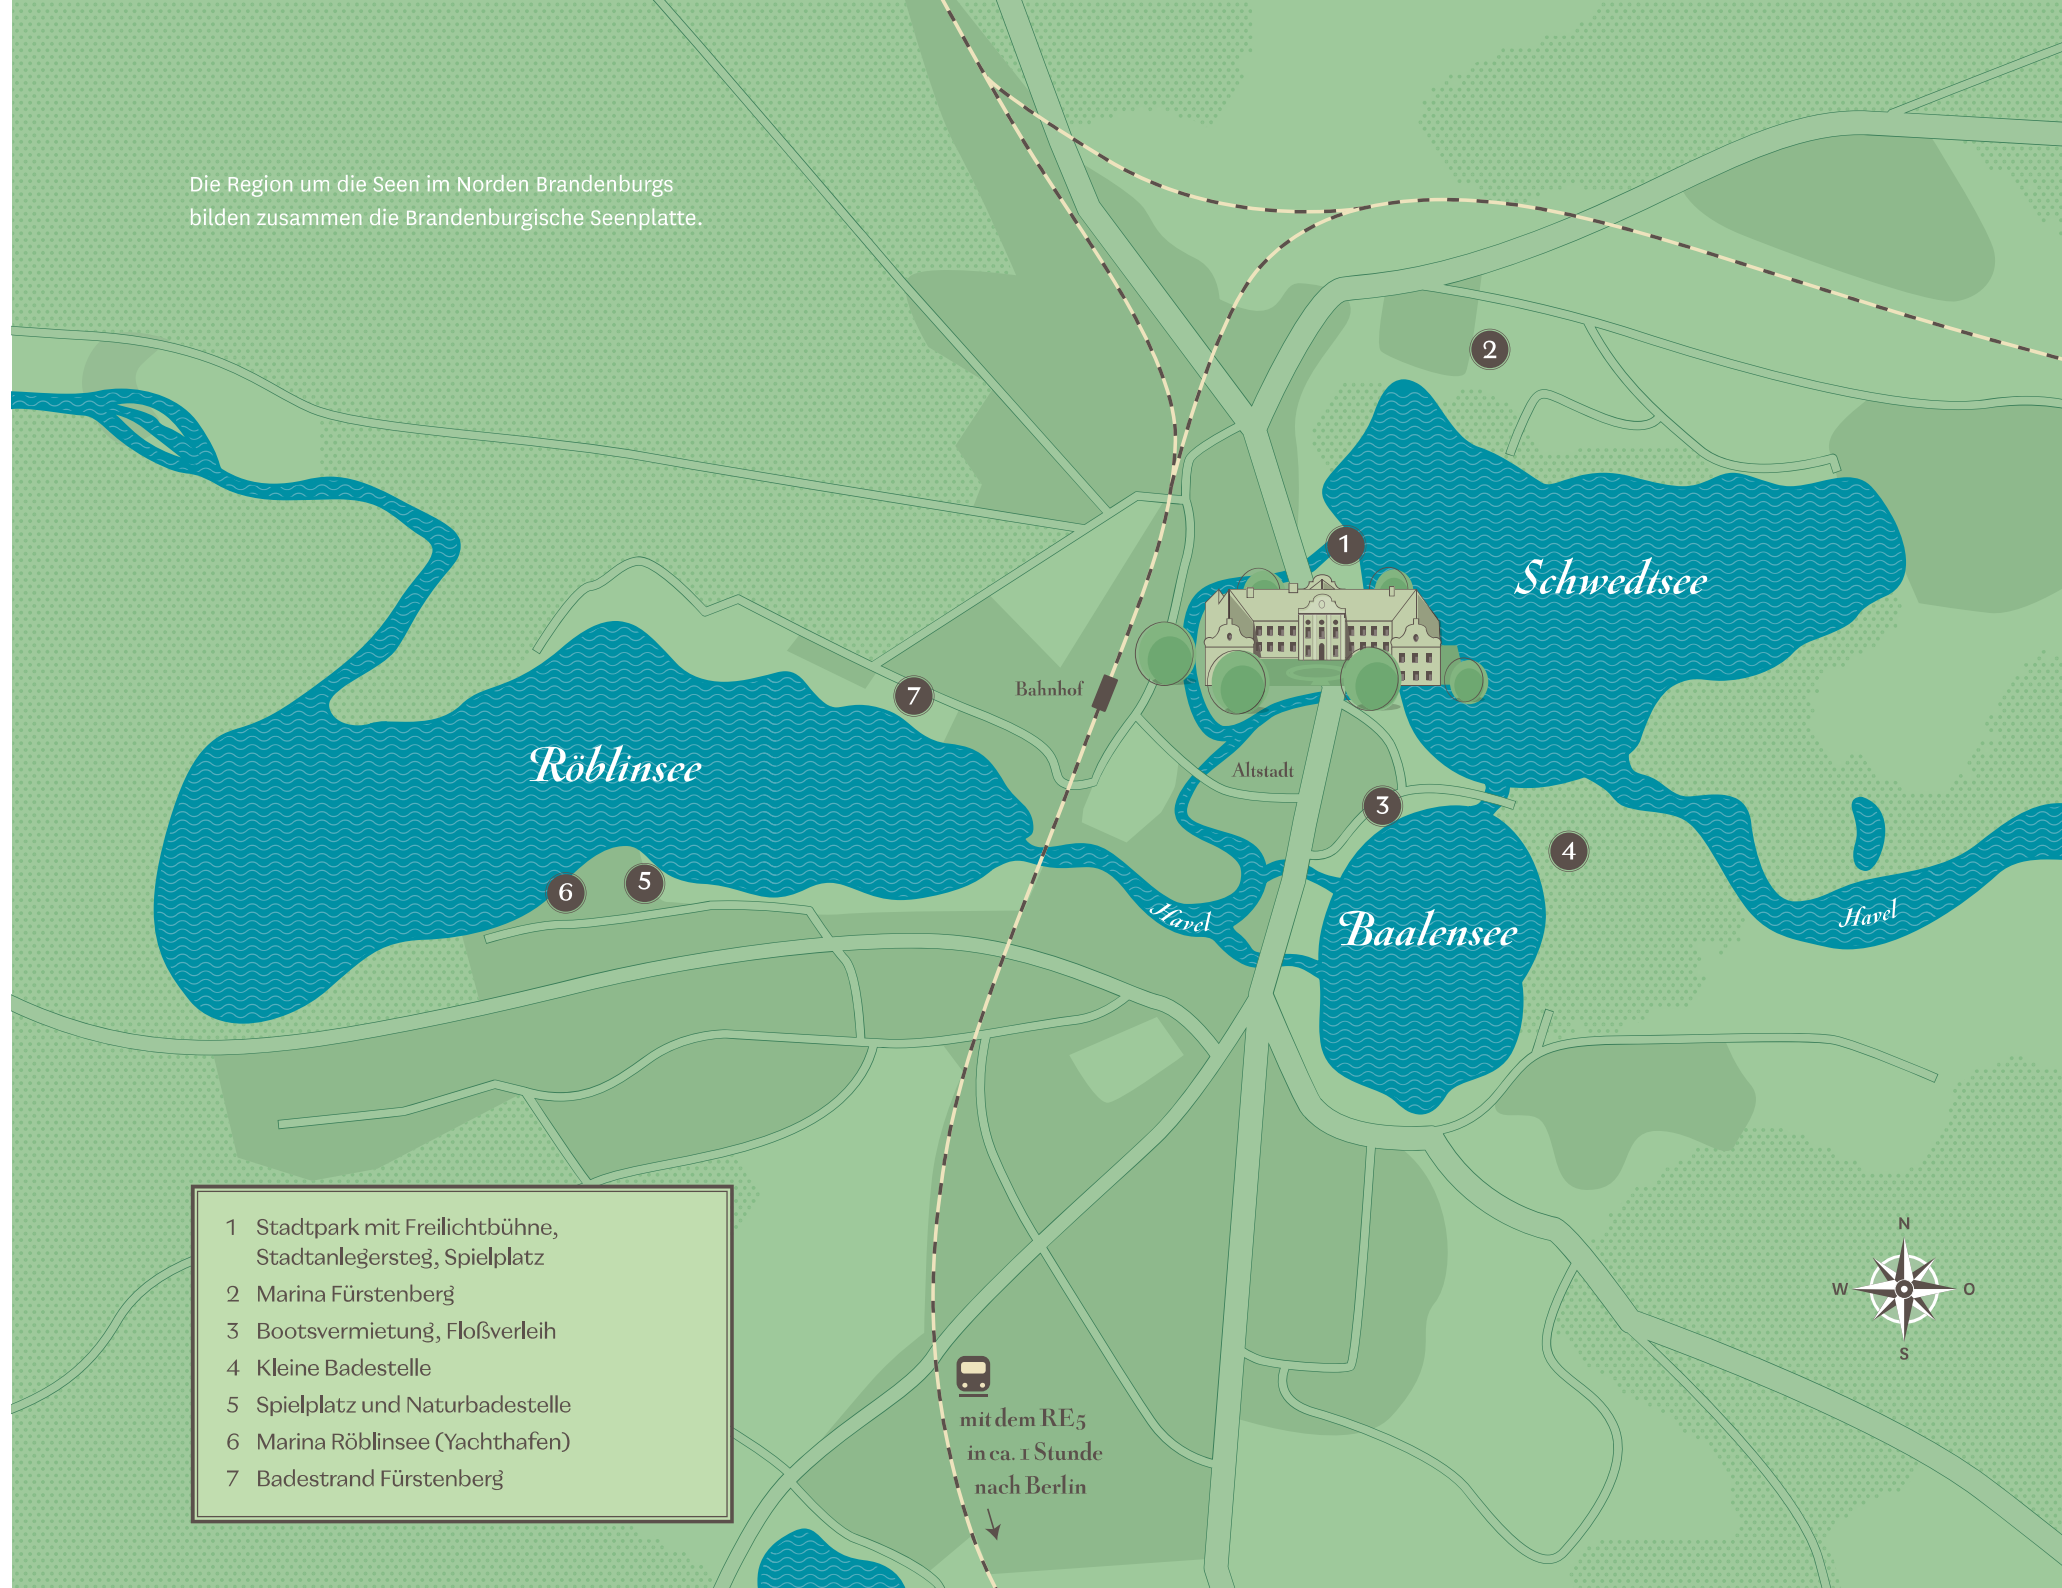 Die Region um die Seen im Norden Brandenburgs
bilden zusammen die Brandenburgische Seenplatte.
2
1
Schwedtsee
7
Bahnhof
Röblinsee
Altstadt
3
4
5
6
Havel
Baalensee
Havel
1 Stadtpark mit Freilichtbühne,
Stadtanlegersteg, Spielplatz
2 Marina Fürstenberg
3 Bootsvermietung, Floßverleih
4 Kleine Badestelle
5 Spielplatz und Naturbadestelle
6 Marina Röblinsee (Yachthafen)
7 Badestrand Fürstenberg
N
W
O
S
mit dem RE5
in ca. 1 Stunde
nach Berlin